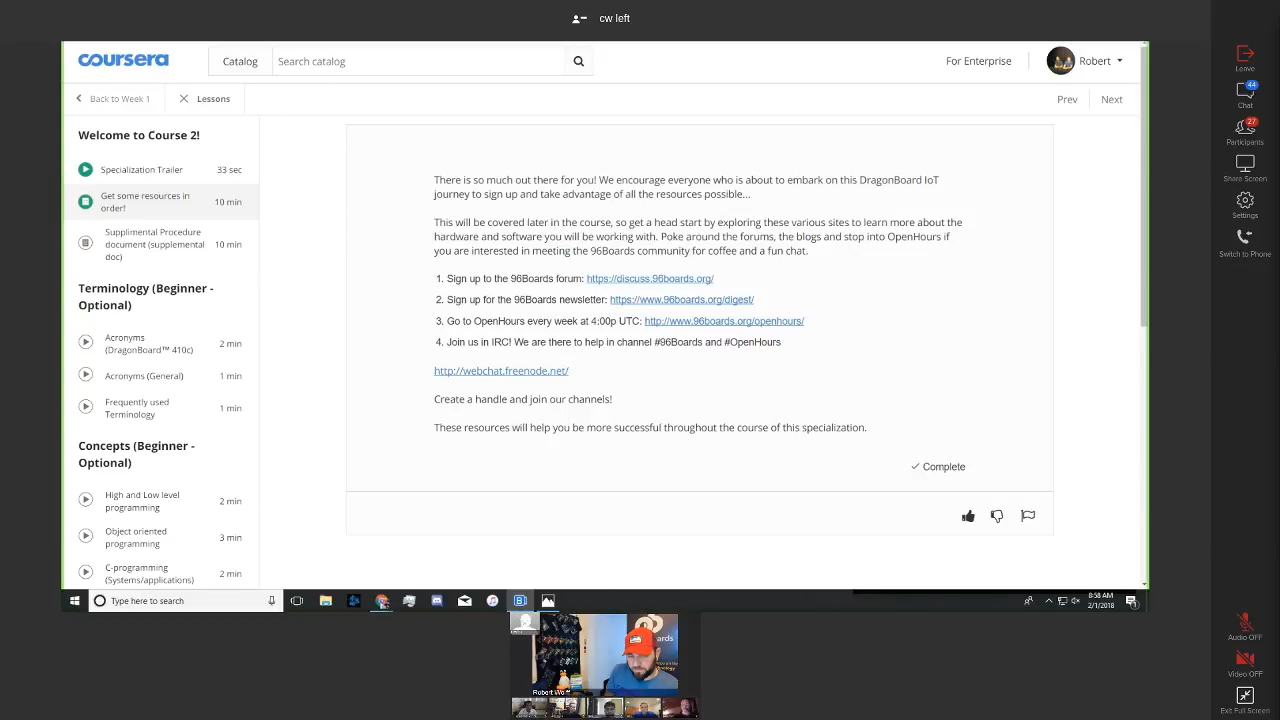 cw left
coursera
Catalog
Search catalog
For Enterprise
Robert
Back to Week 1
Lessons
Prev
Next
Welcome to Course 2!
Specialization Trailer
33 sec
Get some resources in
order!
10 min
Supplimental Procedure
document (supplemental
doc)
10 min
Terminology (Beginner -
Optional)
Acronyms
(DragonBoard™ 410c)
2 min
Acronyms (General)
1 min
Frequently used
Terminology
1 min
Concepts (Beginner -
Optional)
High and Low level
programming
2 min
Object oriented
programming
3 min
C-programming
(Systems/applications)
2 min
There is so much out there for you! We encourage everyone who is about to embark on this DragonBoard IoT
journey to sign up and take advantage of all the resources possible...
This will be covered later in the course, so get a head start by exploring these various sites to learn more about the
hardware and software you will be working with. Poke around the forums, the blogs and stop into OpenHours if
you are interested in meeting the 96Boards community for coffee and a fun chat.
1. Sign up to the 96Boards forum: https://discuss.96boards.org/
2. Sign up for the 96Boards newsletter: https://www.96boards.org/digest/
3. Go to OpenHours every week at 4:00p UTC: http://www.96boards.org/openhours/
4. Join us in IRC! We are there to help in channel #96Boards and #OpenHours
http://webchat.freenode.net/
Create a handle and join our channels!
These resources will help you be more successful throughout the course of this specialization.
Complete
Type here to search
8:58 AM
2/1/2018
Leave
44
Chat
27
Participants
Share Screen
Settings
Switch to Phone
Audio OFF
Video OFF
Exit Full Screen